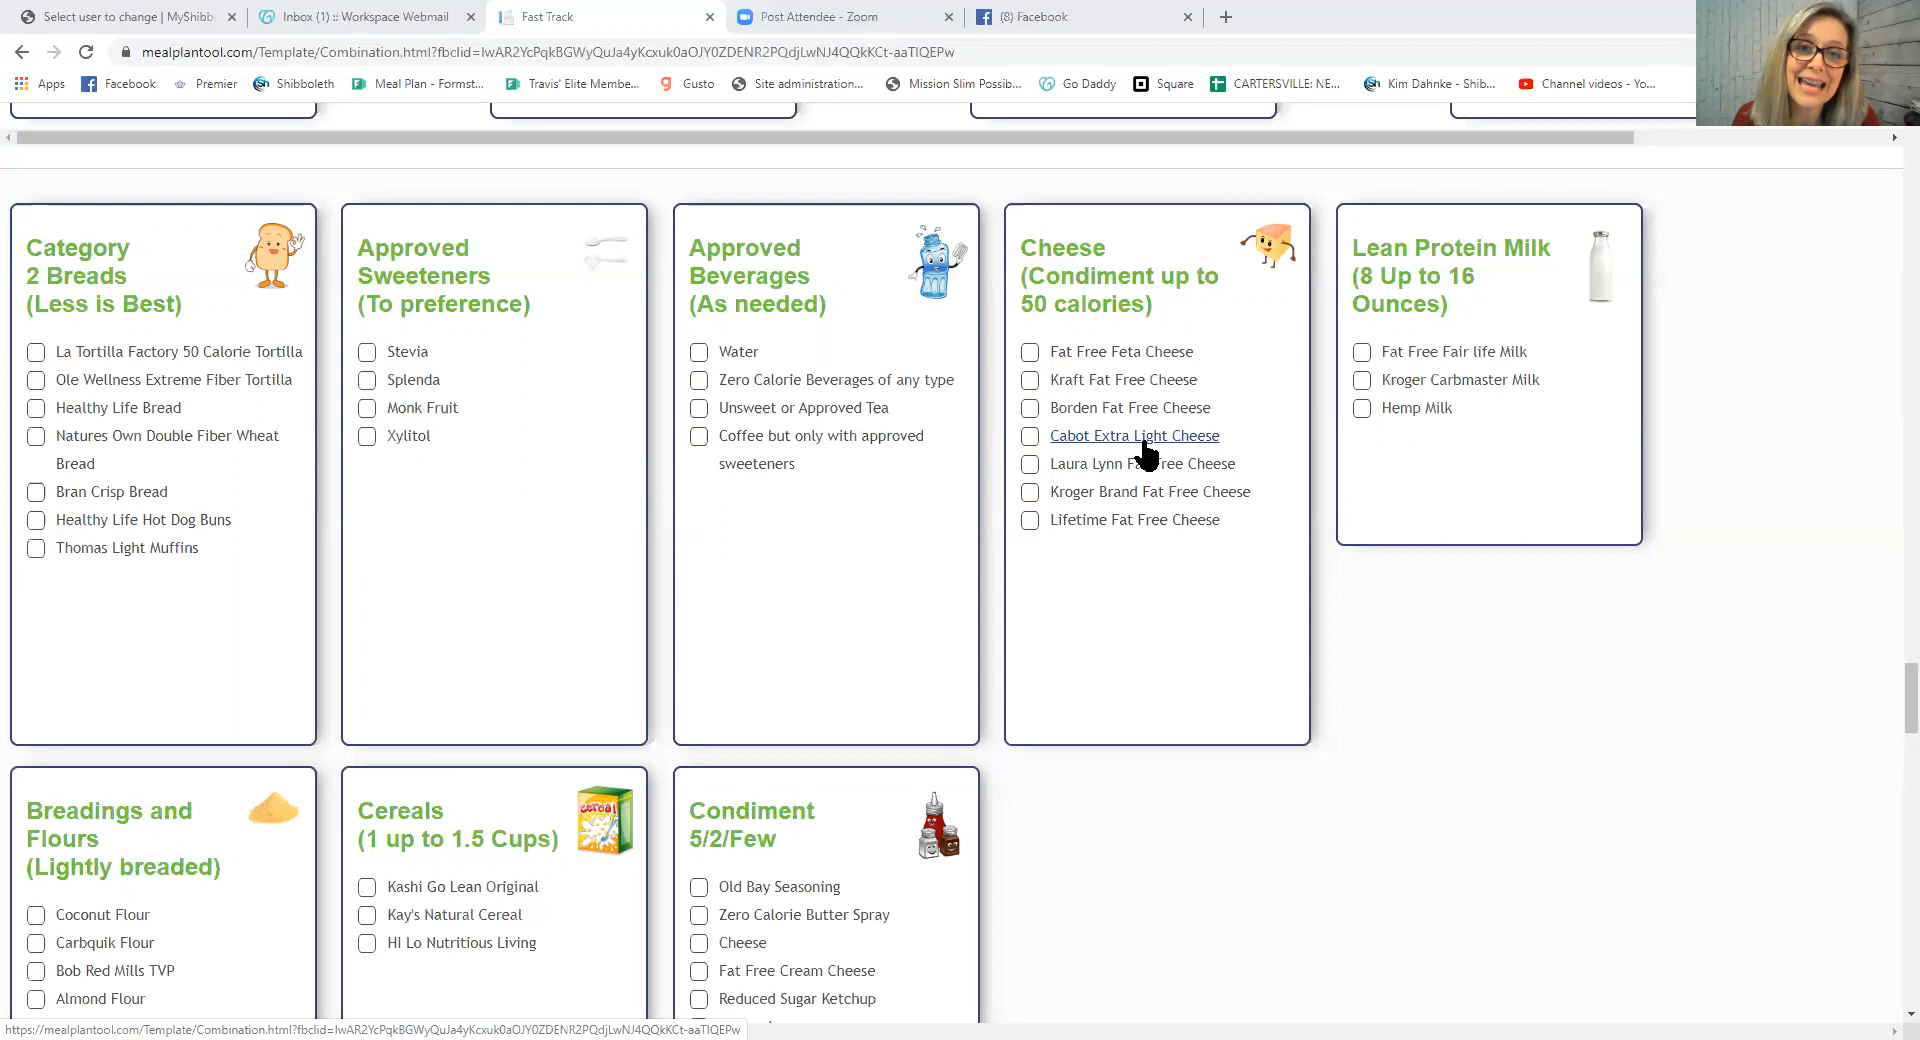 Select user to change | MyShibb
Inbox (1) :: Workspace Webmail
Fast Track
Post Attendee - Zoom
(8) Facebook
mealplantool.com/Template/Combination.html?fbclid=IwAR2YcPqkBGWyQuJa4yKcxuk0aOJY0ZDENR2PQdjLwNJ4QQkKCt-aaTIQEPw
Apps
Facebook
Premier
Shibboleth
Meal Plan - Formst...
Travis' Elite Membe...
Gusto
Site administration...
Mission Slim Possib...
Go Daddy
Square
CARTERSVILLE: NE...
Kim Dahnke - Shib...
Channel videos - Yo...
Category
2 Breads
(Less is Best)
La Tortilla Factory 50 Calorie Tortilla
Ole Wellness Extreme Fiber Tortilla
Healthy Life Bread
Natures Own Double Fiber Wheat
Bread
Bran Crisp Bread
Healthy Life Hot Dog Buns
Thomas Light Muffins
Approved
Sweeteners
(To preference)
Stevia
Splenda
Monk Fruit
Xylitol
Approved
Beverages
(As needed)
Water
Zero Calorie Beverages of any type
Unsweet or Approved Tea
Coffee but only with approved
sweeteners
Cheese
(Condiment up to
50 calories)
Fat Free Feta Cheese
Kraft Fat Free Cheese
Borden Fat Free Cheese
Cabot Extra Light Cheese
Laura Lynn Fat Free Cheese
Kroger Brand Fat Free Cheese
Lifetime Fat Free Cheese
Lean Protein Milk
(8 Up to 16
Ounces)
Fat Free Fair life Milk
Kroger Carbmaster Milk
Hemp Milk
Breadings and
Flours
(Lightly breaded)
Coconut Flour
Carbquik Flour
Bob Red Mills TVP
Almond Flour
Cereals
(1 up to 1.5 Cups)
cereal
Kashi Go Lean Original
Kay's Natural Cereal
HI Lo Nutritious Living
Condiment
5/2/Few
Old Bay Seasoning
Zero Calorie Butter Spray
Cheese
Fat Free Cream Cheese
Reduced Sugar Ketchup
https://mealplantool.com/Template/Combination.html?fbclid=IwAR2YcPqkBGWyQuJa4yKcxuk0aOJY0ZDENR2PQdjLwNJ4QQkKCt-aaTIQEPw